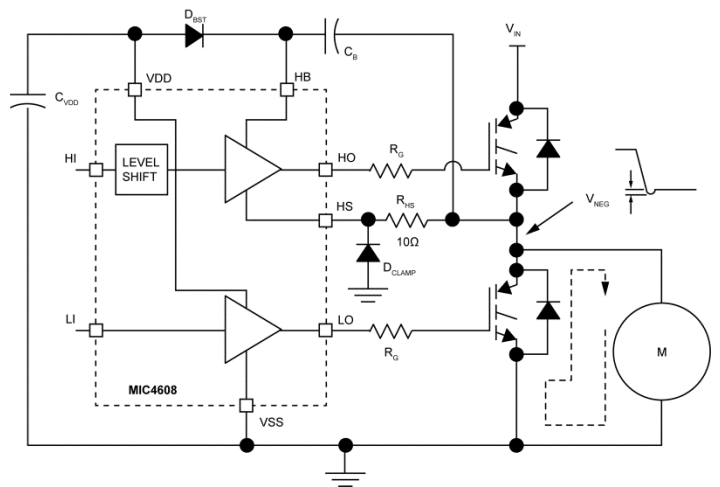 DBST
VIN
VDD
HB
CB
CVDD
HI
LEVEL
SHIFT
HO
RG
HS
RHS
10Ω
VNEG
DCLAMP
LI
LO
RG
M
MIC4608
VSS